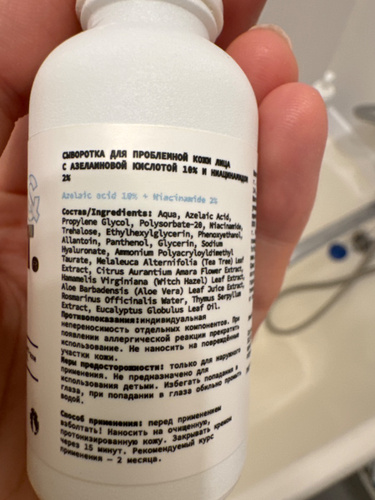 СЫВОРОТКА ДЛЯ ПРОБЛЕМНОЙ КОЖИ ЛИЦА
С АЗЕЛАИНОВОЙ КИСЛОТОЙ 10% И НИАЦИНАМИДОМ
2%
Azelaic acid 10% + Niacinamide 2%
Состав/Ingredients: Aqua, Azelaic Acid,
Propylene Glycol, Polysorbate-20, Niacinamide,
Trehalose, Ethylhexylglycerin, Phenoxyethanol,
Allantoin, Panthenol, Glycerin, Sodium
Hyaluronate, Ammonium Polyacryloyldimethyl
Taurate, Melaleuca Alternifolia (Tea Tree) Leaf
Extract, Citrus Aurantium Amara Flower Extract,
Hamamelis Virginiana (Witch Hazel) Leaf Extract,
Aloe Barbadensis (Aloe Vera) Leaf Juice Extract,
Rosmarinus Officinalis Water, Thymus Serpyllum
Extract, Eucalyptus Globulus Leaf Oil.
Противопоказания: индивидуальная
непереносимость отдельных компонентов. При
появлении аллергической реакции прекратить
использование. Не наносить на повреждённые
участки кожи.
Меры предосторожности: только для наружного
применения. Не предназначено для
использования детьми. Избегать попадания в
глаза, при попадании в глаза обильно промыть
водой.
Способ применения: перед применением
взболтать! Наносить на очищенную,
протонизированную кожу. Закрывать кремом
через 15 минут. Рекомендуемый курс
применения – 2 месяца.